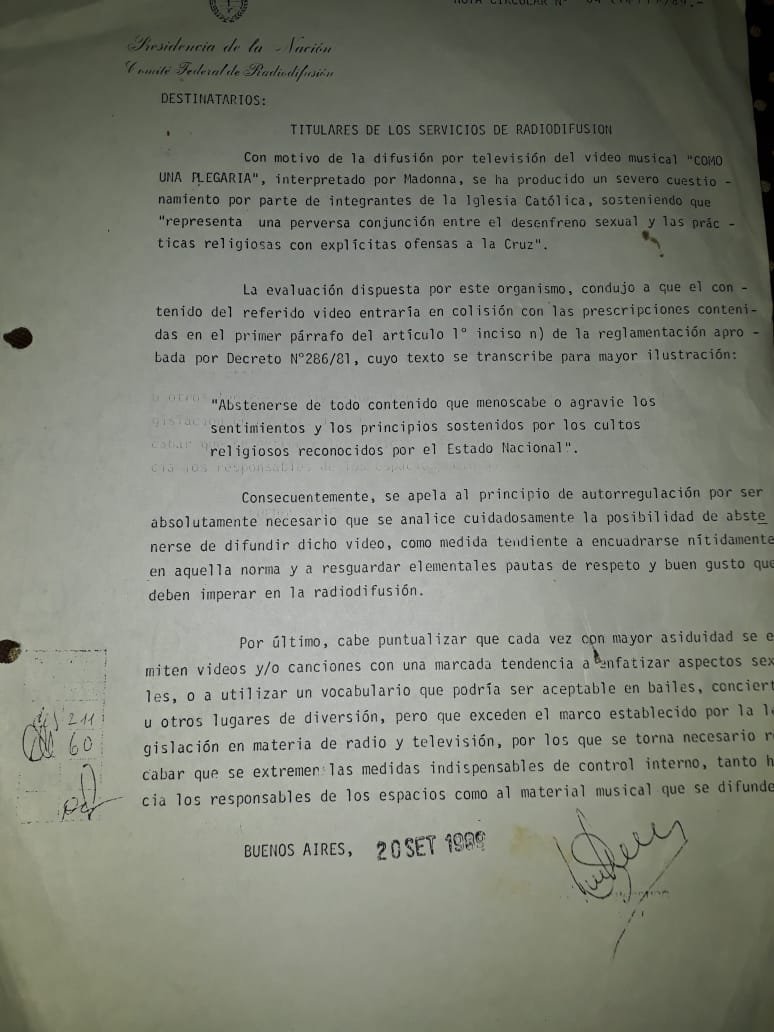 NOTA CIRCULAR N°
Presidencia de la Nación
Comité Federal de Radiodifusión
DESTINATARIOS:
TITULARES DE LOS SERVICIOS DE RADIODIFUSION
Con motivo de la difusión por televisión del video musical "COMO
UNA PLEGARIA", interpretado por Madonna, se ha producido un severo cuestio -
namiento por parte de integrantes de la Iglesia Católica, sosteniendo que
"representa una perversa conjunción entre el desenfreno sexual y las prác -
ticas religiosas con explícitas ofensas a la Cruz".
La evaluación dispuesta por este organismo, condujo a que el con -
tenido del referido video entraría en colisión con las prescripciones conteni-
das en el primer párrafo del artículo 1° inciso n) de la reglamentación apro -
bada por Decreto N°286/81, cuyo texto se transcribe para mayor ilustración:
"Abstenerse de todo contenido que menoscabe o agravie los
sentimientos y los principios sostenidos por los cultos
religiosos reconocidos por el Estado Nacional".
Consecuentemente, se apela al principio de autorregulación por ser
absolutamente necesario que se analice cuidadosamente la posibilidad de abste
nerse de difundir dicho video, como medida tendiente a encuadrarse nítidamente
en aquella norma y a resguardar elementales pautas de respeto y buen gusto que
deben imperar en la radiodifusión.
Por último, cabe puntualizar que cada vez con mayor asiduidad se e
miten videos y/o canciones con una marcada tendencia a enfatizar aspectos sex
les, o a utilizar un vocabulario que podría ser aceptable en bailes, conciert
u otros lugares de diversión, pero que exceden el marco establecido por la l
gislación en materia de radio y televisión, por los que se torna necesario r
cabar que se extremen las medidas indispensables de control interno, tanto h
cia los responsables de los espacios como al material musical que se difunde
211
60
BUENOS AIRES, 20 SET 1989